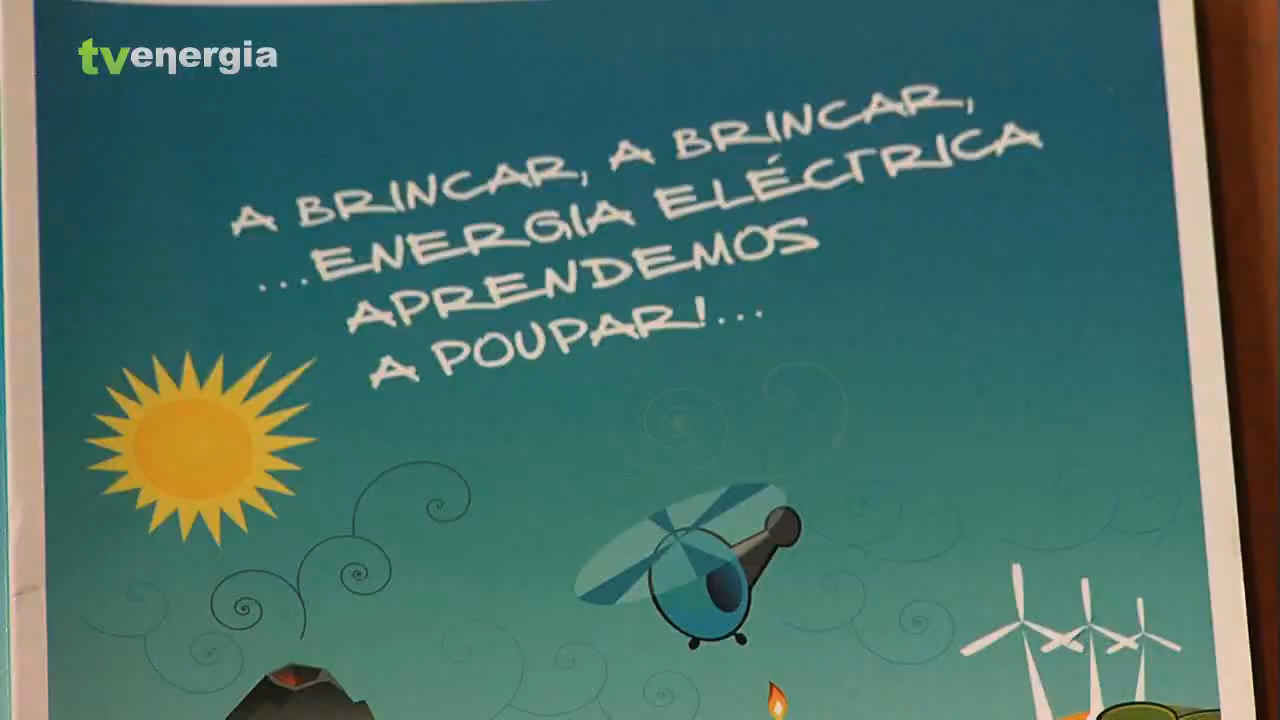 tvenergia
A BRINCAR, A BRINCAR,
...ENERGIA ELÉCTRICA
APRENDEMOS
A POUPAR!...